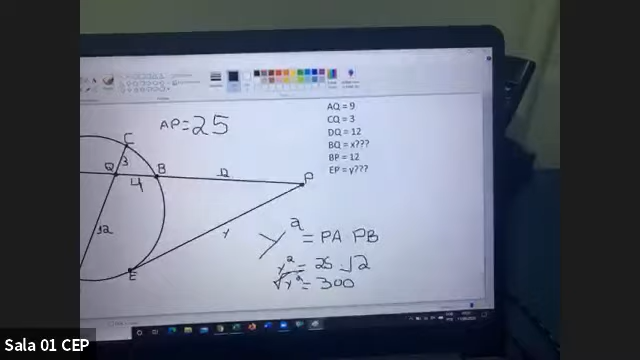 AP=25
AQ = 9
CQ = 3
DQ = 12
BQ = x???
BP = 12
EP = y???
C
3
Q
B
4
12
P
12
y
E
y² = PA PB
y² = 25 √2
√y² = 300
Sala 01 CEP